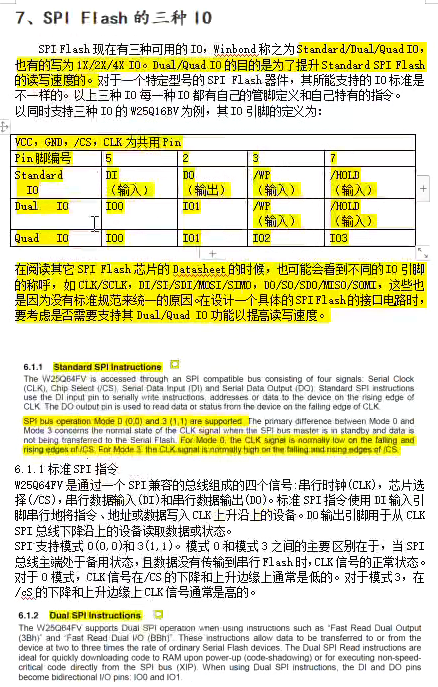 7、SPI Flash 的三种 IO
SPI Flash 现在有三种可用的 IO，Winbond 称之为 Standard/Dual/Quad IO，
也有的写为 1X/2X/4X IO。Dual/Quad IO 的目的是为了提升 Standard SPI Flash
的读写速度的。对于一个特定型号的 SPI Flash 器件，其所能支持的 IO 标准是
不一样的。以上三种 IO 每一种 IO 都有自己的管脚定义和自己特有的指令。
以同时支持三种 IO 的 W25Q16BV 为例，其 IO 引脚的定义为：
VCC，GND，/CS，CLK 为共用 Pin
Pin 脚编号 5 2 3 7
Standard IO DI（输入） DO（输出） /WP（输入） /HOLD（输入）
Dual IO IO0 IO1 /WP（输入） /HOLD（输入）
Quad IO IO0 IO1 IO2 IO3
在阅读其它 SPI Flash 芯片的 Datasheet 的时候，也可能会看到不同的 IO 引脚
的称呼，如 CLK/SCLK，DI/SI/SDI/MOSI/SIMO，DO/SO/SDO/MISO/SOMI，这些也
是因为没有标准规范来统一的原因。在设计一个具体的 SPI Flash 的接口电路时，
要考虑是否需要支持其 Dual/Quad IO 功能以提高读写速度。
6.1.1 Standard SPI Instructions
The W25Q64FV is accessed through an SPI compatible bus consisting of four signals: Serial Clock
(CLK), Chip Select (/CS), Serial Data Input (DI) and Serial Data Output (DO). Standard SPI instructions
use the DI input pin to serially write instructions, addresses or data to the device on the rising edge of
CLK. The DO output pin is used to read data or status from the device on the falling edge of CLK.
SPI bus operation Mode 0 (0,0) and 3 (1,1) are supported. The primary difference between Mode 0 and
Mode 3 concerns the normal state of the CLK signal when the SPI bus master is in standby and data is
not being transferred to the Serial Flash. For Mode 0, the CLK signal is normally low on the falling and
rising edges of /CS. For Mode 3, the CLK signal is normally high on the falling and rising edges of /CS.
6.1.1 标准 SPI 指令
W25Q64FV 是通过一个 SPI 兼容的总线组成的四个信号:串行时钟(CLK)，芯片选
择(/CS)，串行数据输入(DI)和串行数据输出(DO)。标准 SPI 指令使用 DI 输入引
脚串行地将指令、地址或数据写入 CLK 上升沿上的设备。DO 输出引脚用于从 CLK
SPI 总线下降沿上的设备读取数据或状态。
SPI 支持模式 0(0,0)和 3(1,1)。模式 0 和模式 3 之间的主要区别在于，当 SPI
总线主端处于备用状态，且数据没有传输到串行 Flash 时，CLK 信号的正常状态。
对于 0 模式，CLK 信号在/CS 的下降和上升边缘上通常是低的。对于模式 3，在
/cS 的下降和上升边缘上 CLK 信号通常是高的。
6.1.2 Dual SPI Instructions
The W25Q64FV supports Dual SPI operation when using instructions such as "Fast Read Dual Output
(3Bh)" and "Fast Read Dual I/O (BBh)". These instructions allow data to be transferred to or from the
device at two to three times the rate of ordinary Serial Flash devices. The Dual SPI Read instructions are
ideal for quickly downloading code to RAM upon power-up (code-shadowing) or for executing non-speed-
critical code directly from the SPI bus (XIP). When using Dual SPI instructions, the DI and DO pins
become bidirectional I/O pins: IO0 and IO1.